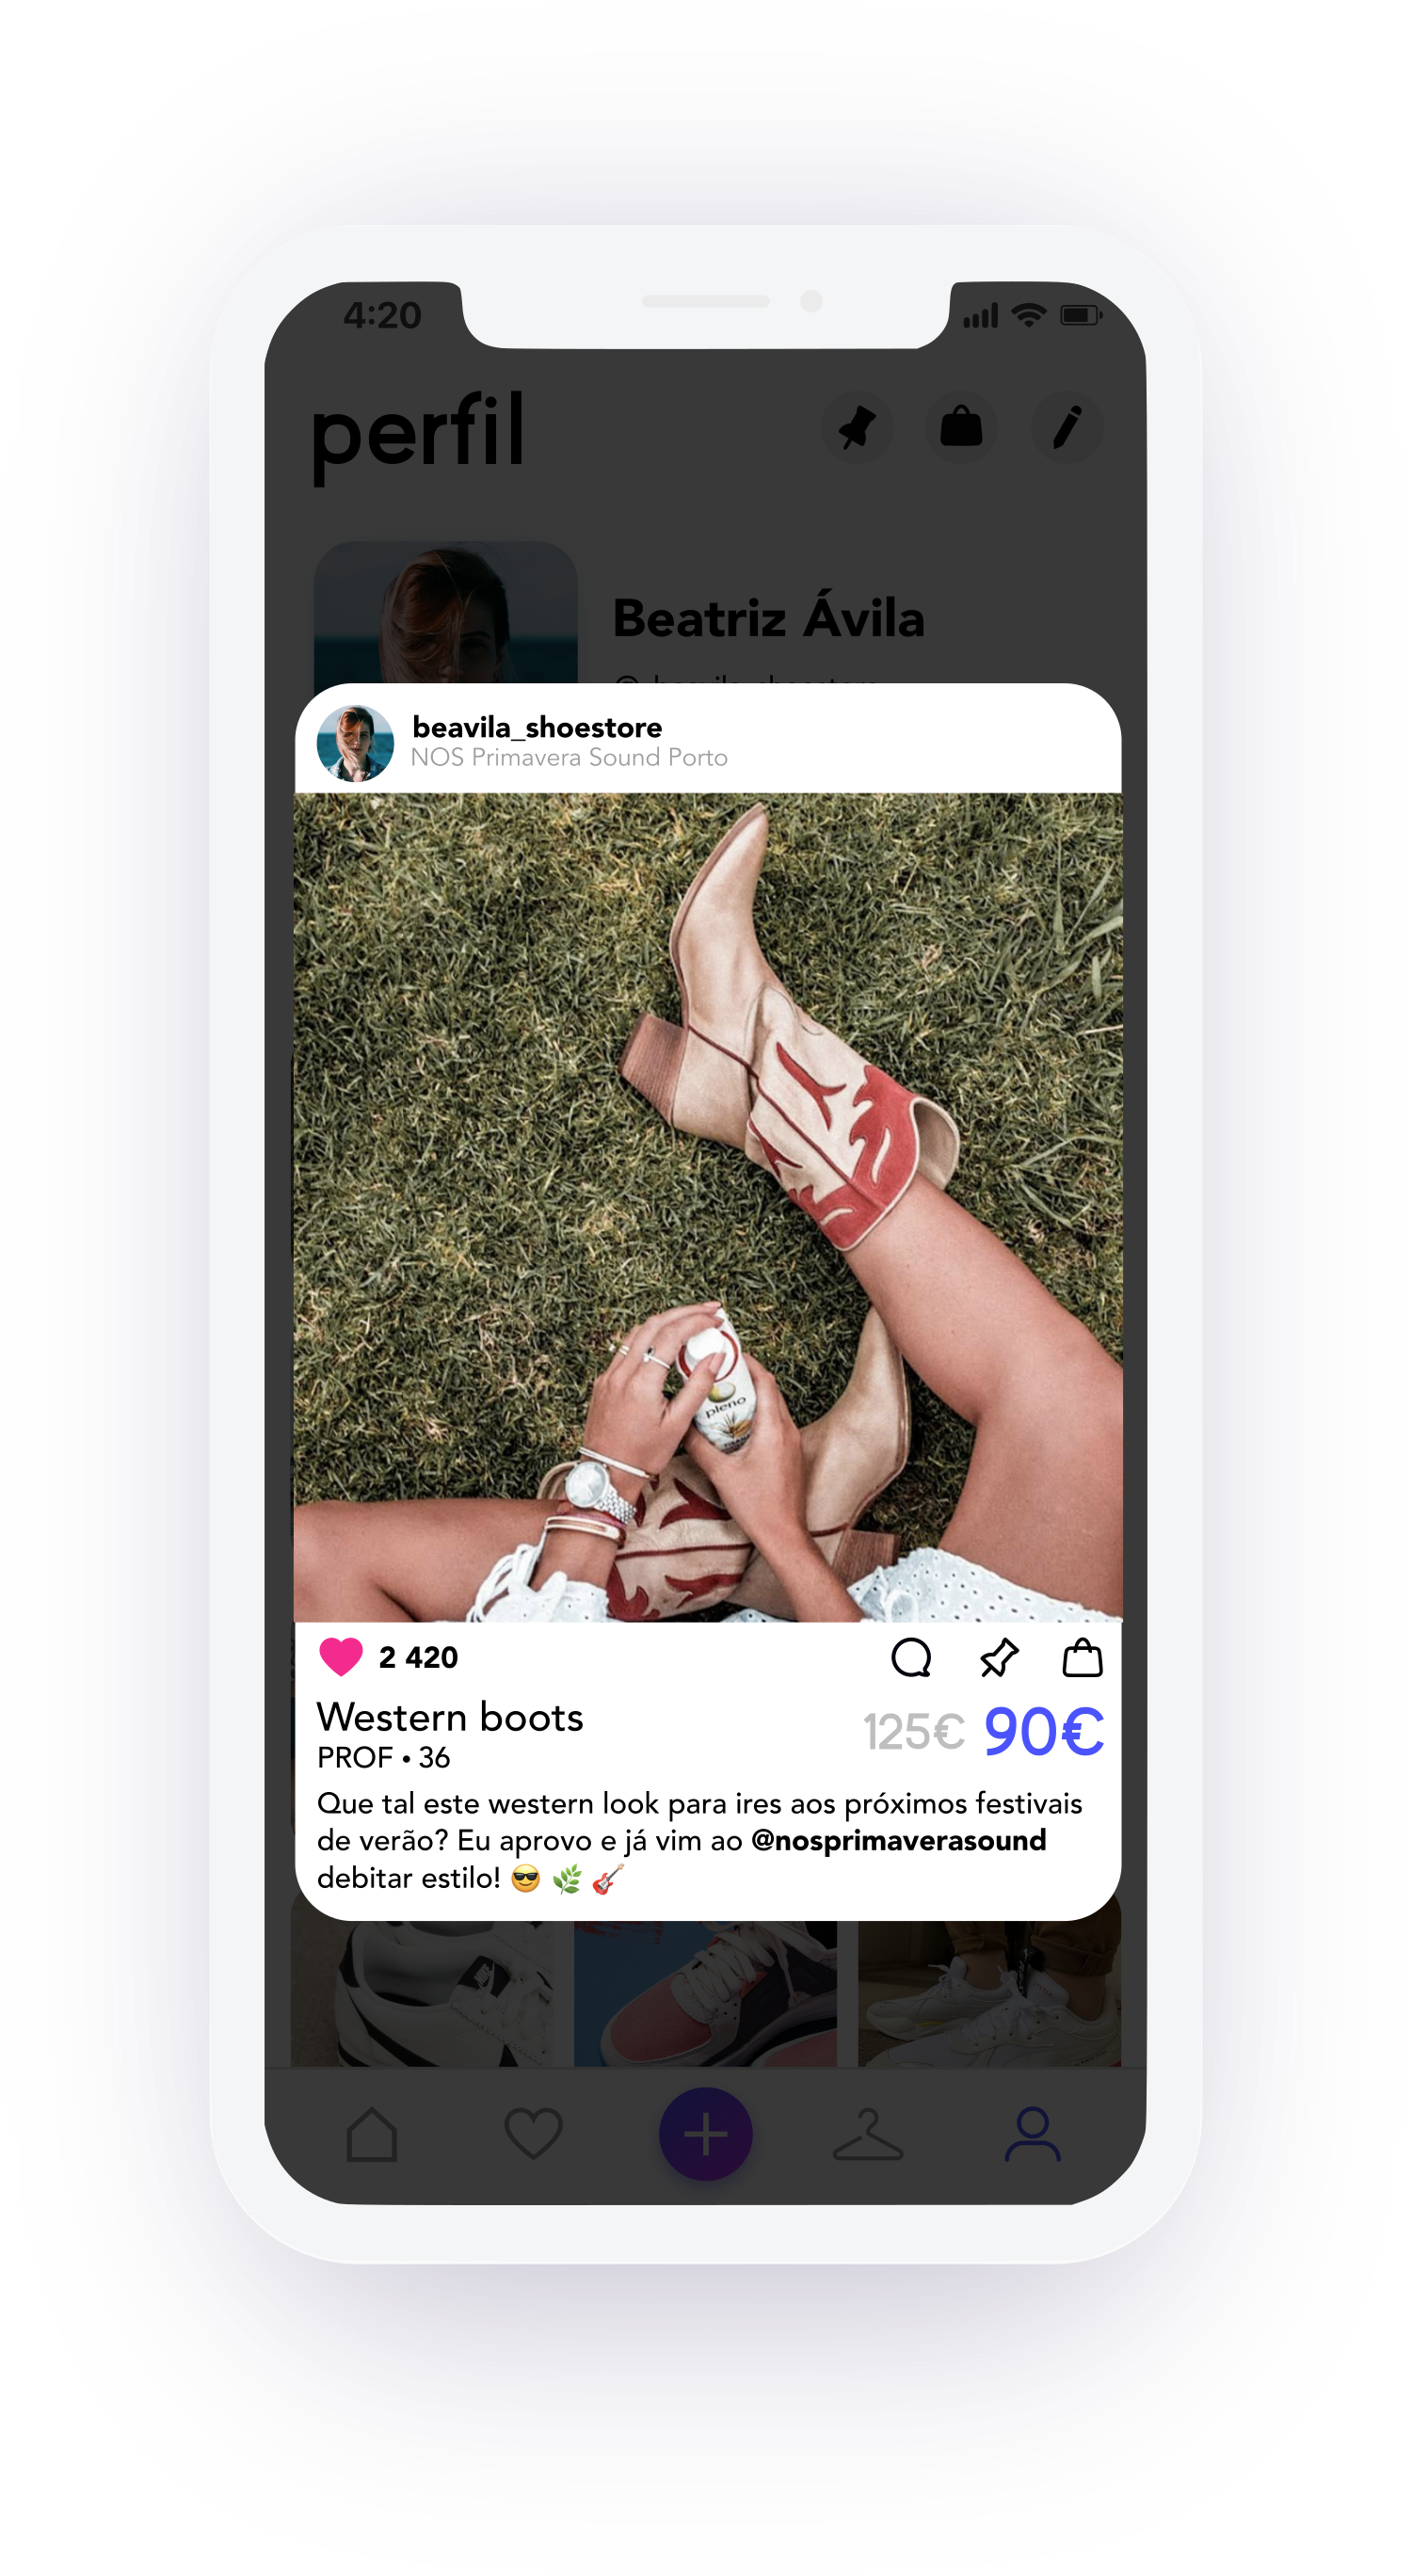 4:20
perfil
Beatriz Ávila
beavila_shoestore
NOS Primavera Sound Porto
pleno
2 420
Western boots
125€ 90€
PROF • 36
Que tal este western look para ires aos próximos festivais
de verão? Eu aprovo e já vim ao @nosprimaverasound
debitar estilo! 😎 🌿 🎸